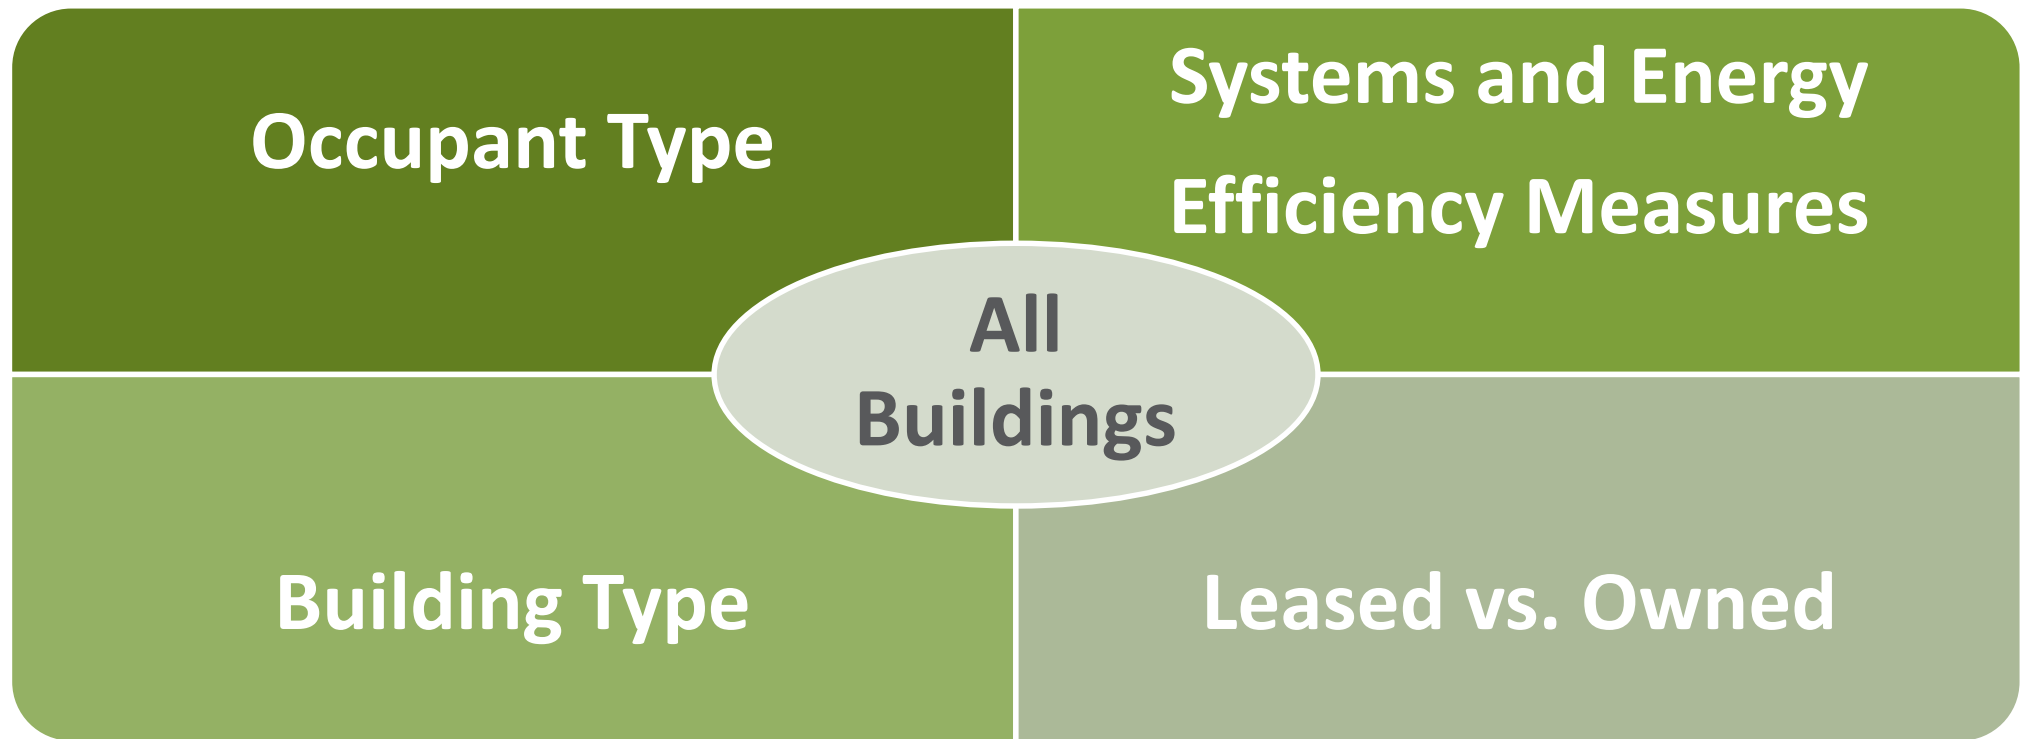 Occupant Type
Systems and Energy
Efficiency Measures
All
Buildings
Building Type
Leased vs. Owned